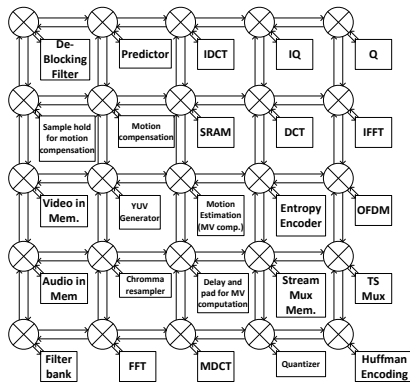 De-
Blocking
Filter
Predictor
IDCT
IQ
Q
Sample hold
for motion
compensation
Motion
compensation
SRAM
DCT
IFFT
Video in
Mem.
YUV
Generator
Motion
Estimation
(MV comp.)
Entropy
Encoder
OFDM
Audio in
Mem
Chromma
resampler
Delay and
pad for MV
computation
Stream
Mux
Mem.
TS
Mux
Filter
bank
FFT
MDCT
Quantizer
Huffman
Encoding